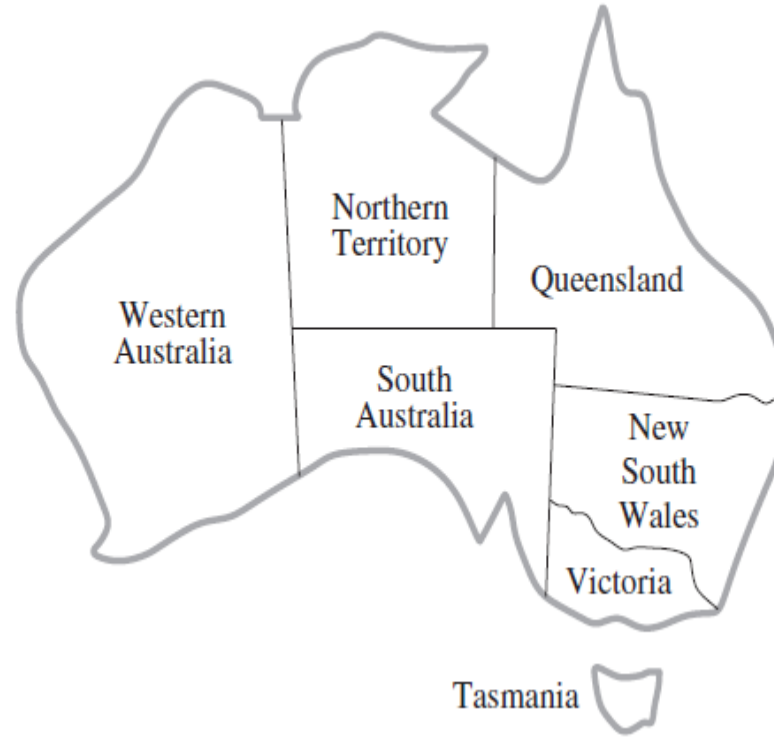 Northern
Territory
Queensland
Western
Australia
South
Australia
New
South
Wales
Victoria
Tasmania